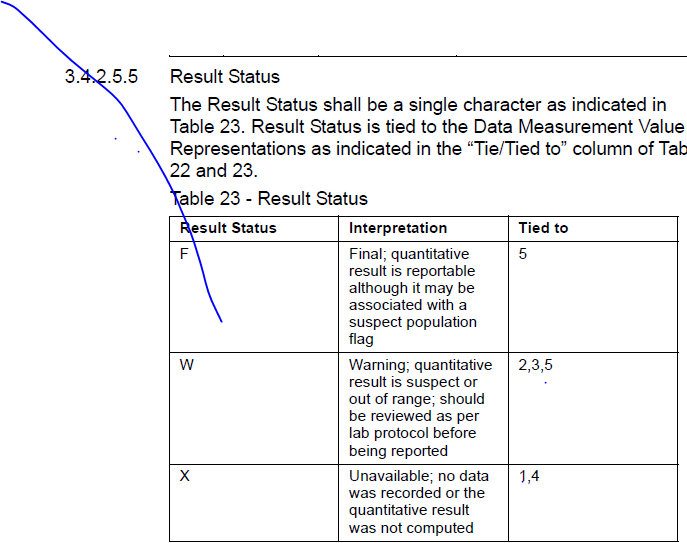 3.4.2.5.5 Result Status
The Result Status shall be a single character as indicated in
Table 23. Result Status is tied to the Data Measurement Value
Representations as indicated in the “Tie/Tied to” column of Tab
22 and 23.
Table 23 - Result Status
Result Status Interpretation Tied to
F Final; quantitative 5
result is reportable
although it may be
associated with a
suspect population
flag
W Warning; quantitative 2,3,5
result is suspect or
out of range; should
be reviewed as per
lab protocol before
being reported
X Unavailable; no data 1,4
was recorded or the
quantitative result
was not computed